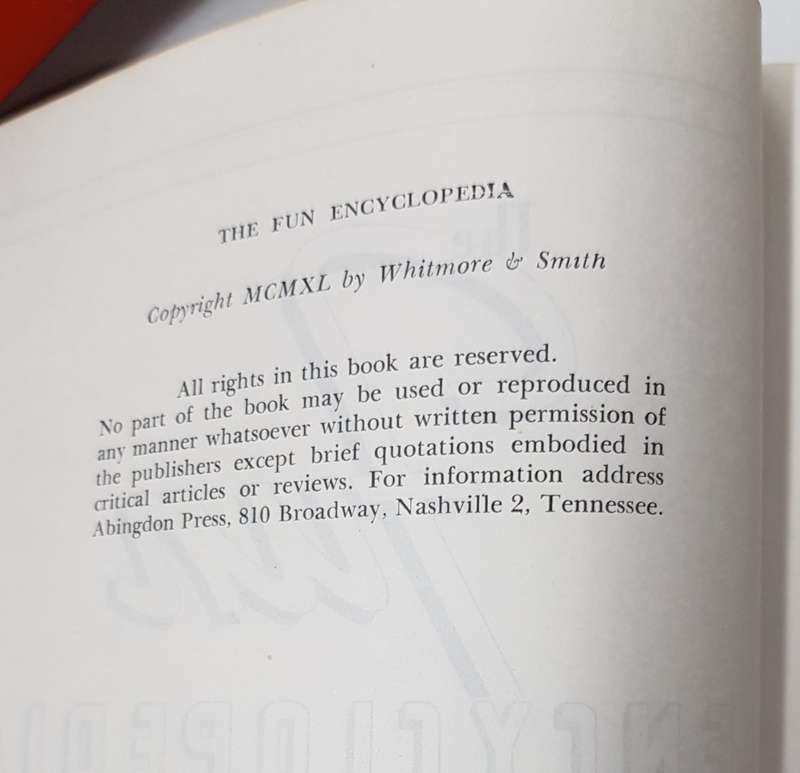 THE FUN ENCYCLOPEDIA
Copyright MCMXL by Whitmore & Smith
All rights in this book are reserved.
No part of the book may be used or reproduced in
any manner whatsoever without written permission of
the publishers except brief quotations embodied in
critical articles or reviews. For information address
Abingdon Press, 810 Broadway, Nashville 2, Tennessee.